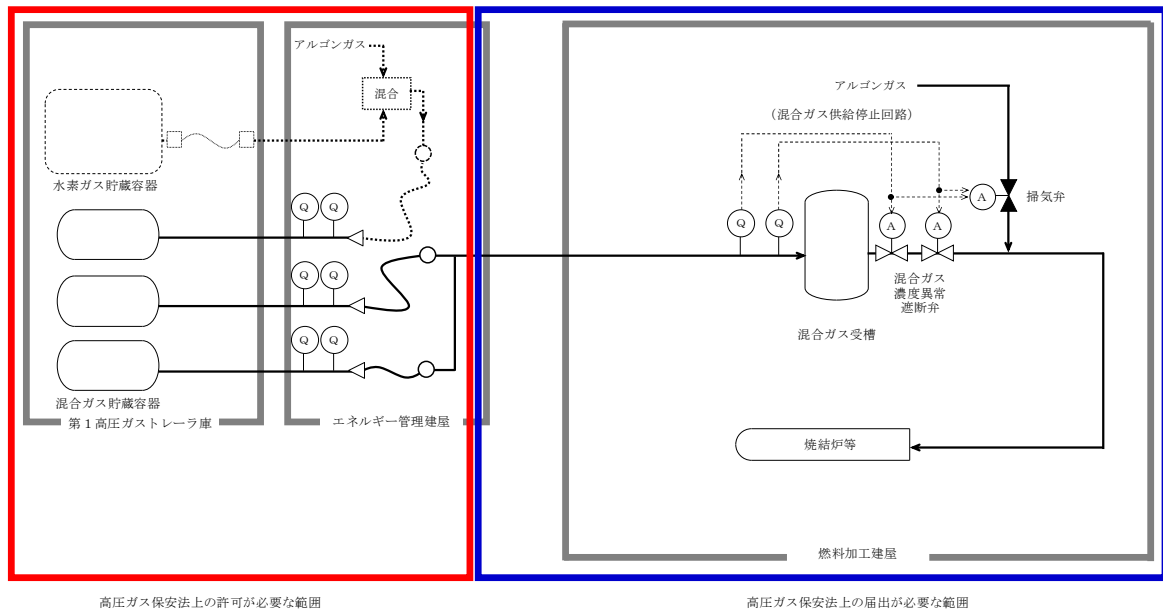 アルゴンガス
混合
水素ガス貯蔵容器
Q Q
Q Q
Q Q
混合ガス貯蔵容器
第1高圧ガストレーラ庫
エネルギー管理建屋
アルゴンガス
(混合ガス供給停止回路)
A
掃気弁
Q Q
A A
混合ガス
濃度異常
遮断弁
混合ガス受槽
焼結炉等
燃料加工建屋
高圧ガス保安法上の許可が必要な範囲
高圧ガス保安法上の届出が必要な範囲